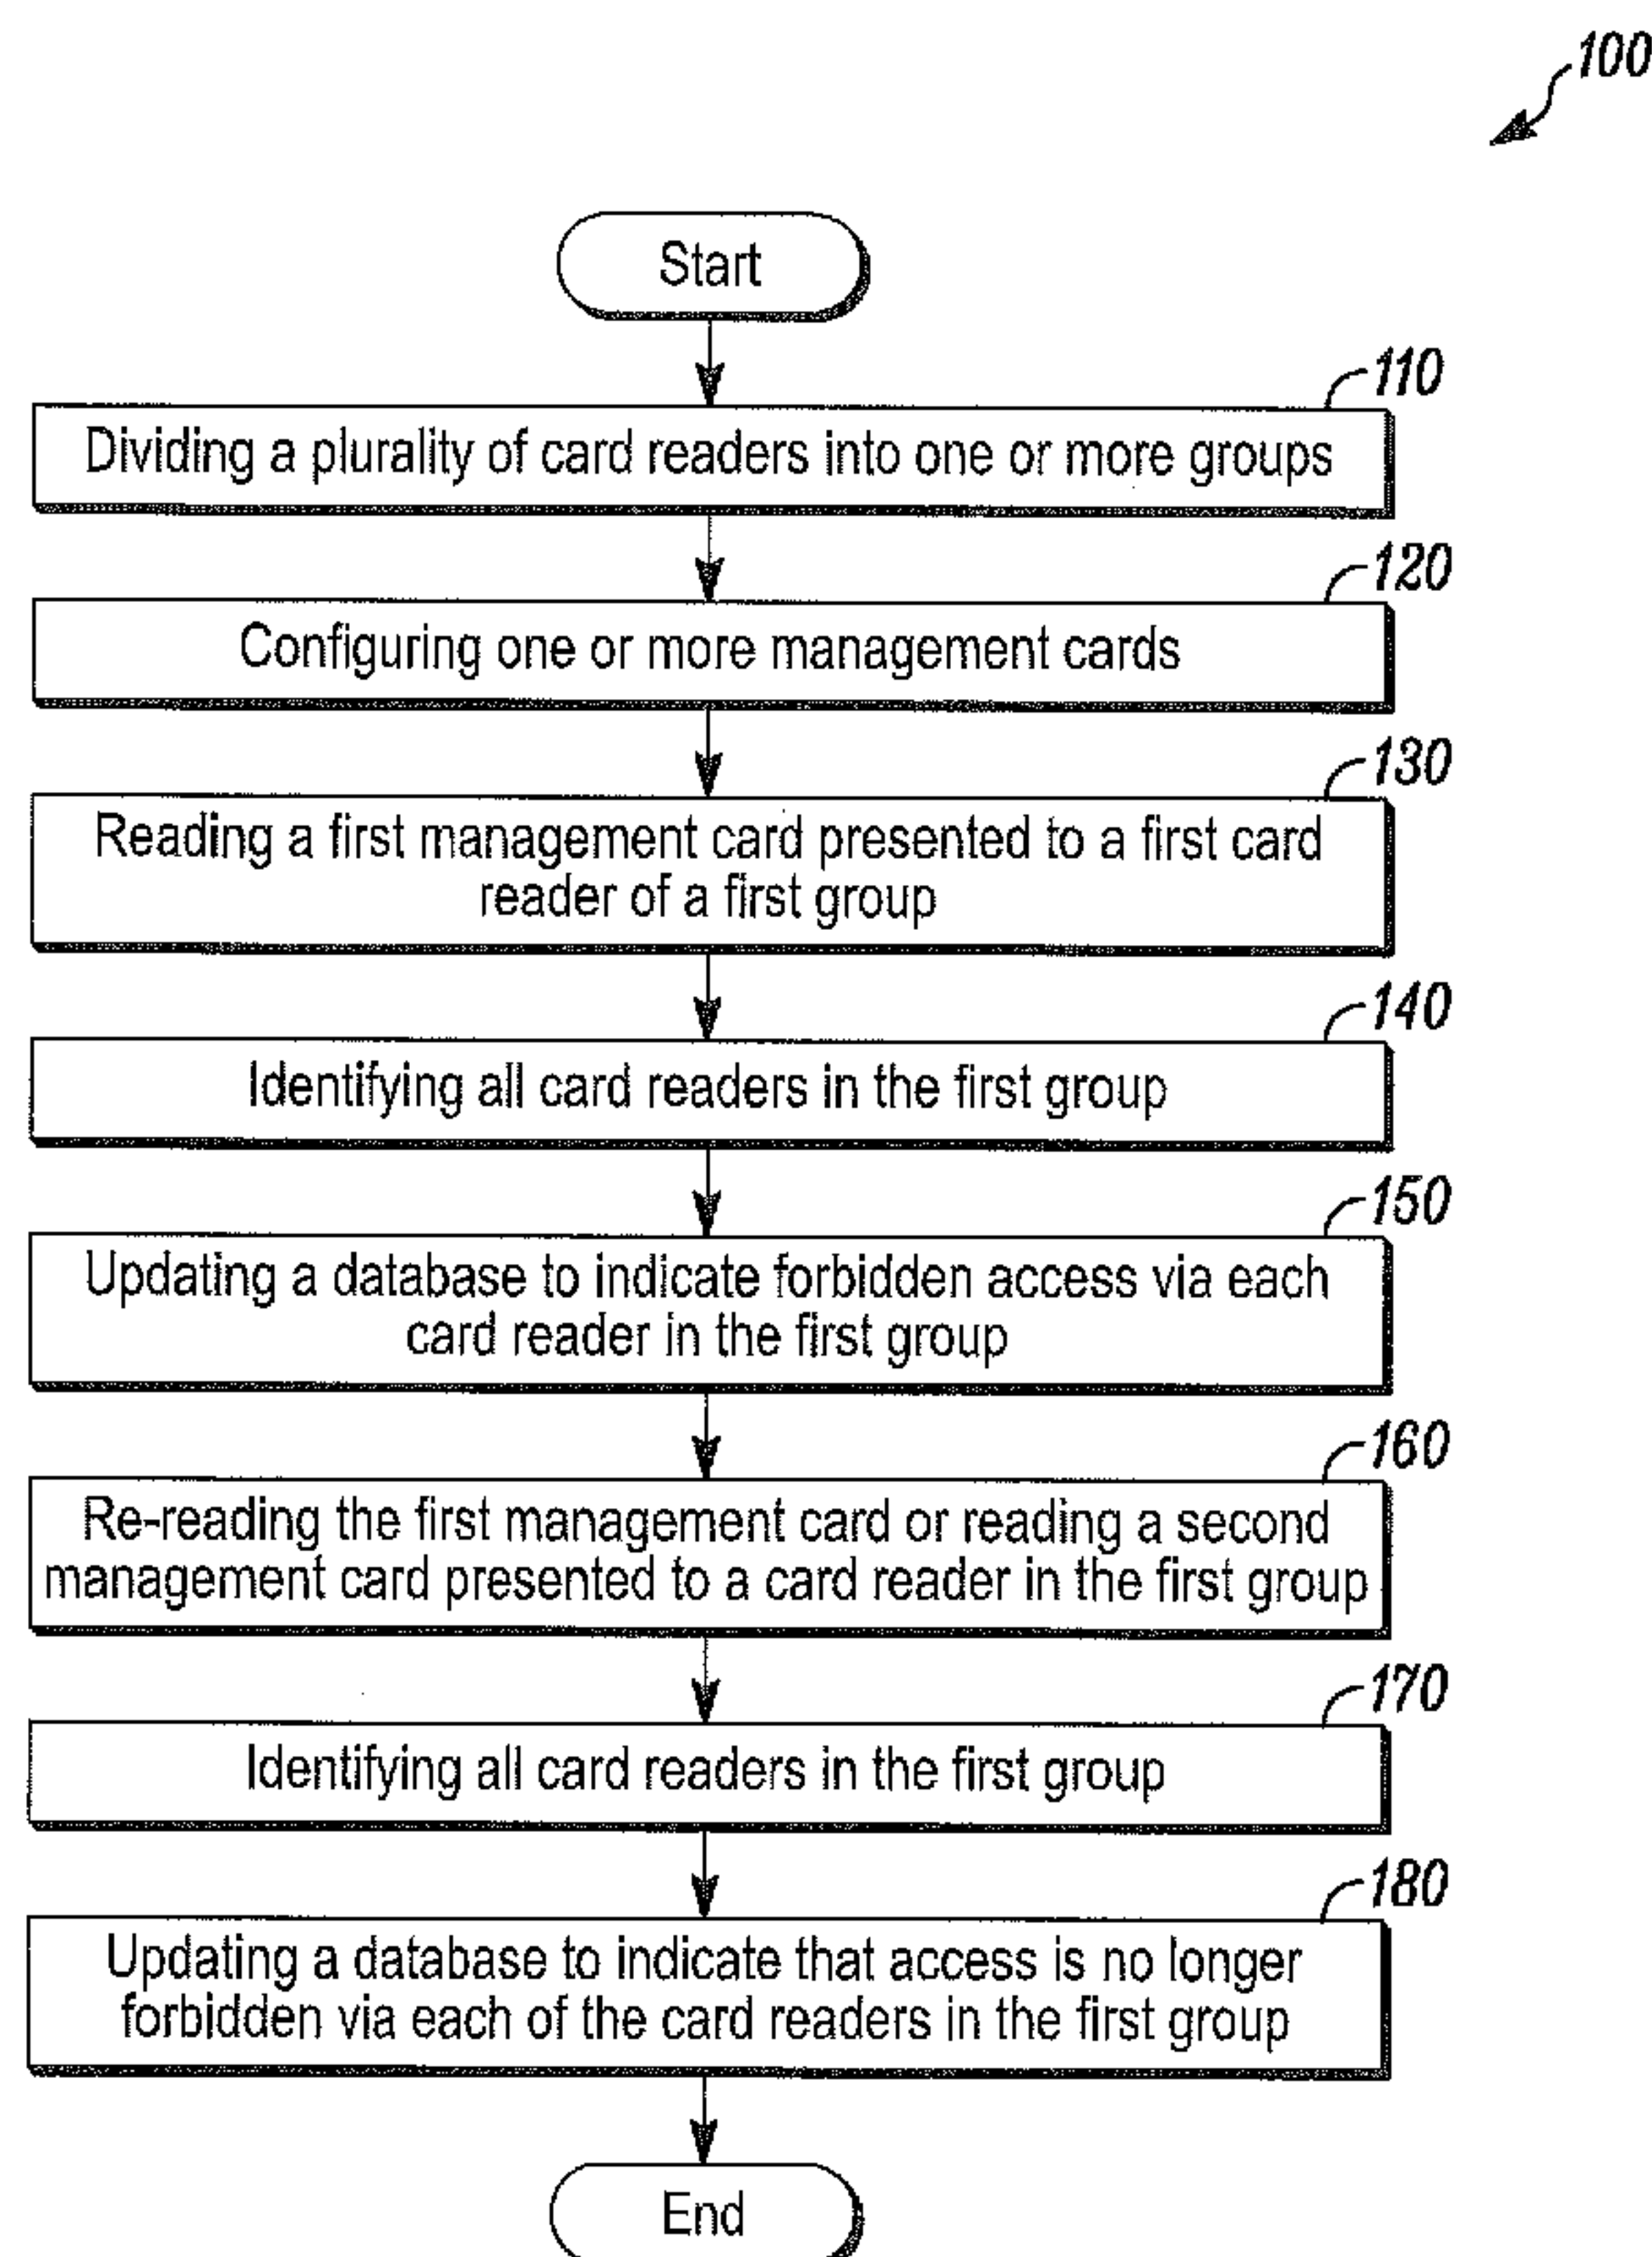 100
Start
110
Dividing a plurality of card readers into one or more groups
120
Configuring one or more management cards
130
Reading a first management card presented to a first card
reader of a first group
140
Identifying all card readers in the first group
150
Updating a database to indicate forbidden access via each
card reader in the first group
160
Re-reading the first management card or reading a second
management card presented to a card reader in the first group
170
Identifying all card readers in the first group
180
Updating a database to indicate that access is no longer
forbidden via each of the card readers in the first group
End